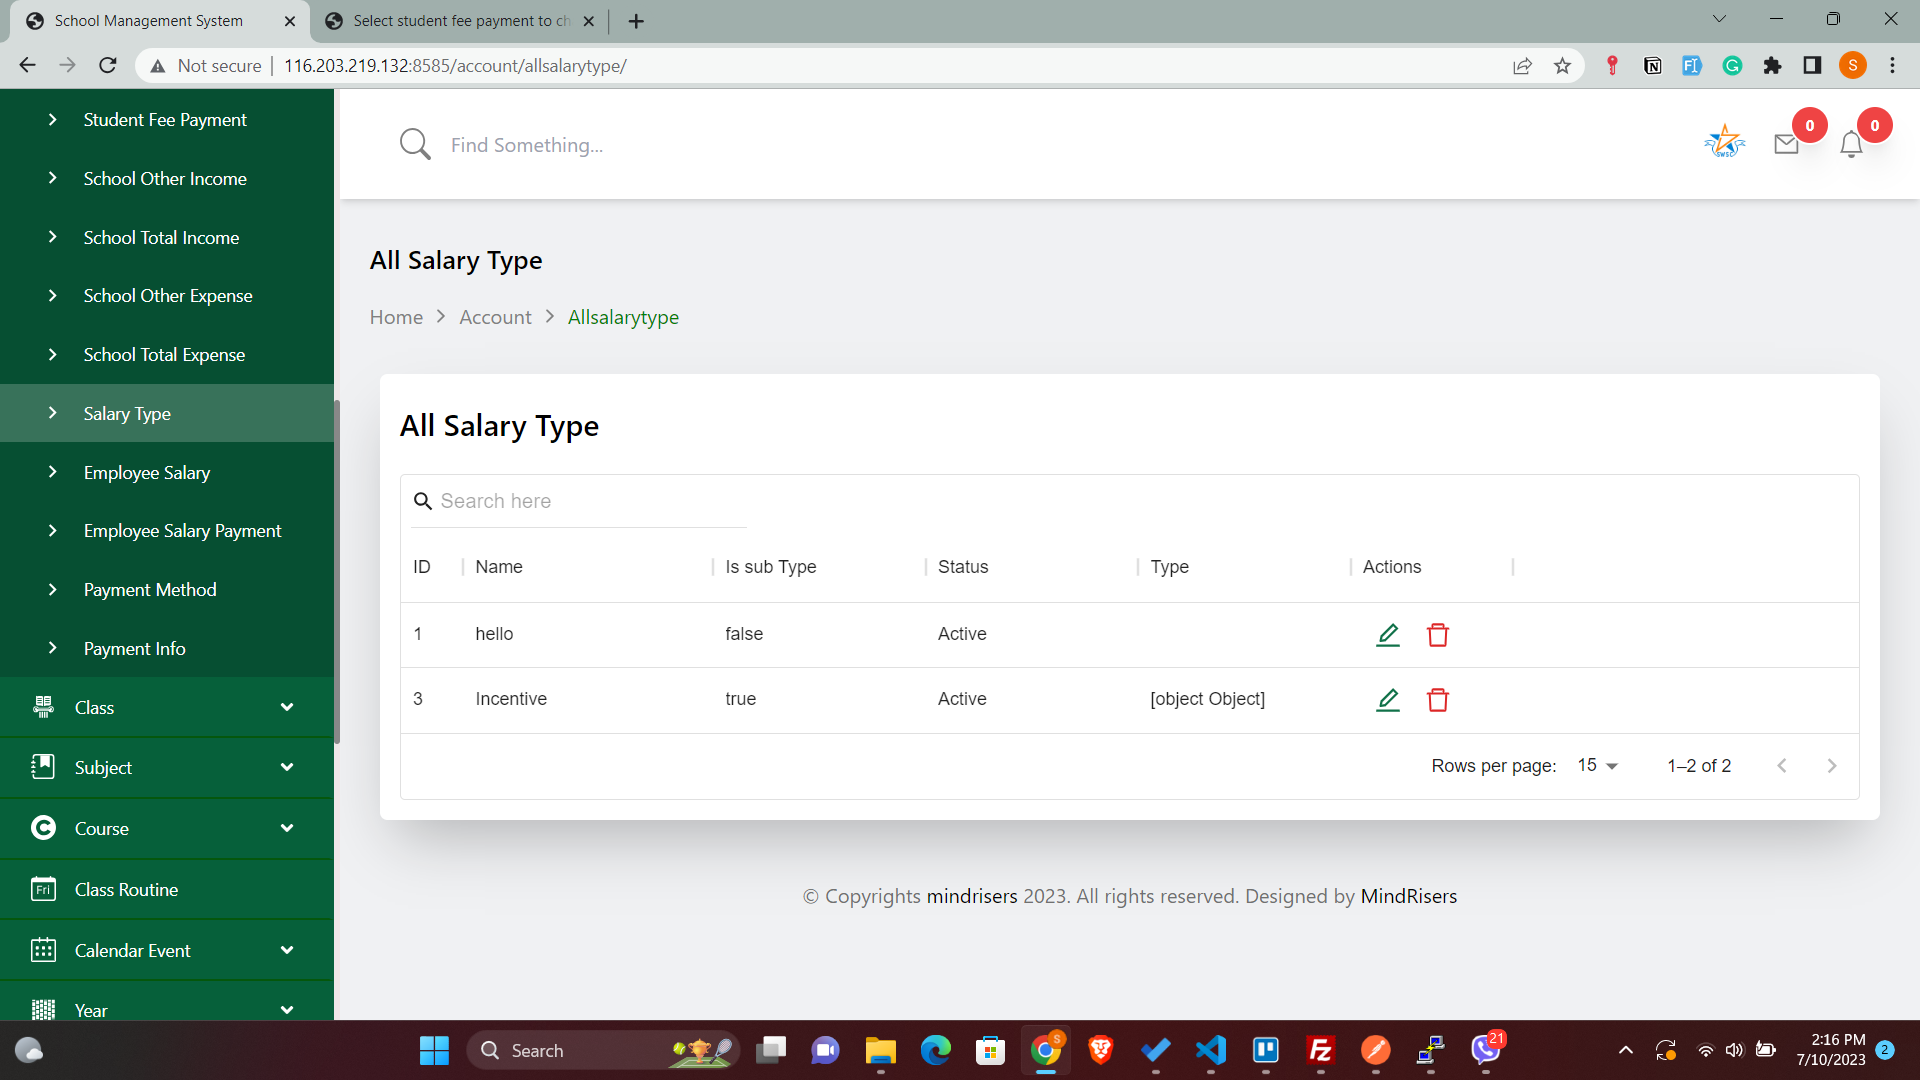 School Management System
Select student fee payment to ch
Not secure
116.203.219.132:8585/account/allsalarytype/
S
Student Fee Payment
School Other Income
School Total Income
School Other Expense
School Total Expense
Salary Type
Employee Salary
Employee Salary Payment
Payment Method
Payment Info
Class
Subject
Course
Fri Class Routine
Calendar Event
Year
Find Something...
SWSC
0
0
All Salary Type
Home > Account > Allsalarytype
All Salary Type
Search here
ID Name Is sub Type Status Type Actions
1 hello false Active
3 Incentive true Active [object Object]
Rows per page: 15 1–2 of 2
© Copyrights mindrisers 2023. All rights reserved. Designed by MindRisers
Search
S
Fz
21
2:16 PM
7/10/2023
2